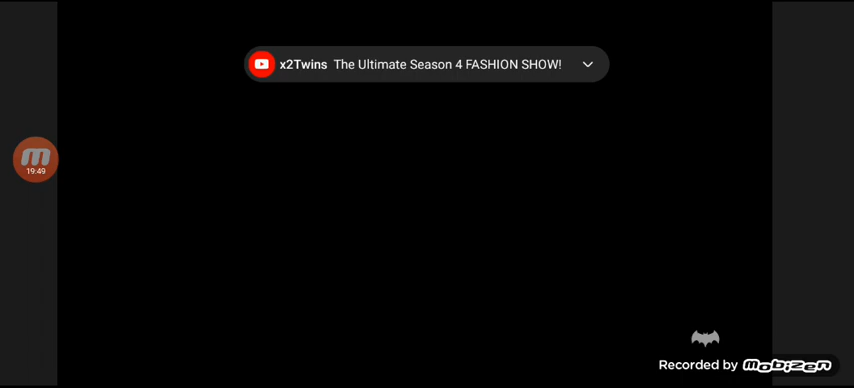 x2Twins The Ultimate Season 4 FASHION SHOW!
19:49
Recorded by mobizen